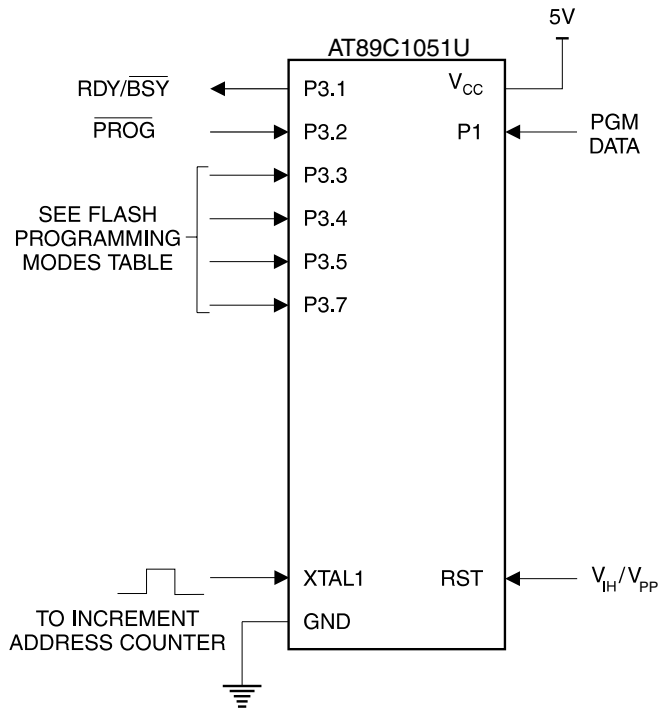 5V
AT89C1051U
RDY/BSY
P3.1
VCC
PROG
P3.2
P1
PGM
DATA
P3.3
SEE FLASH
PROGRAMMING
MODES TABLE
P3.4
P3.5
P3.7
XTAL1
RST
VIH/VPP
TO INCREMENT
ADDRESS COUNTER
GND